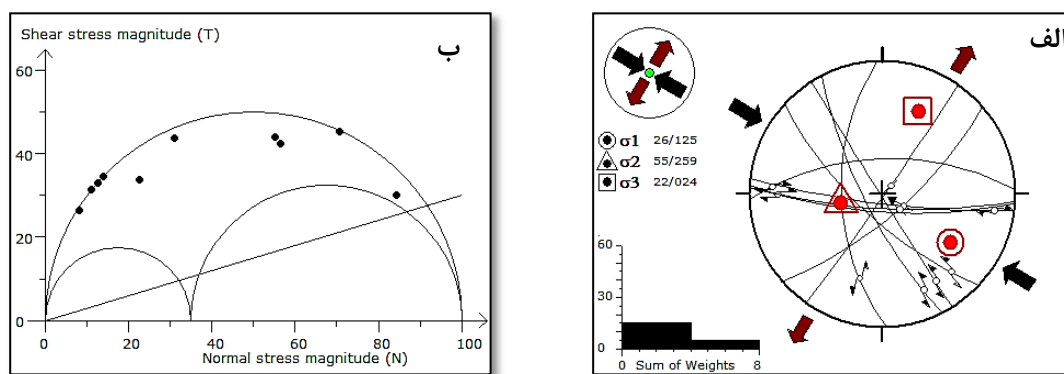 Shear stress magnitude (T)
ب
60
40
20
0
0 20 40 60 80 100
Normal stress magnitude (N)
الف
σ1 26/125
σ2 55/259
σ3 22/024
60
30
0
0 Sum of Weights 8